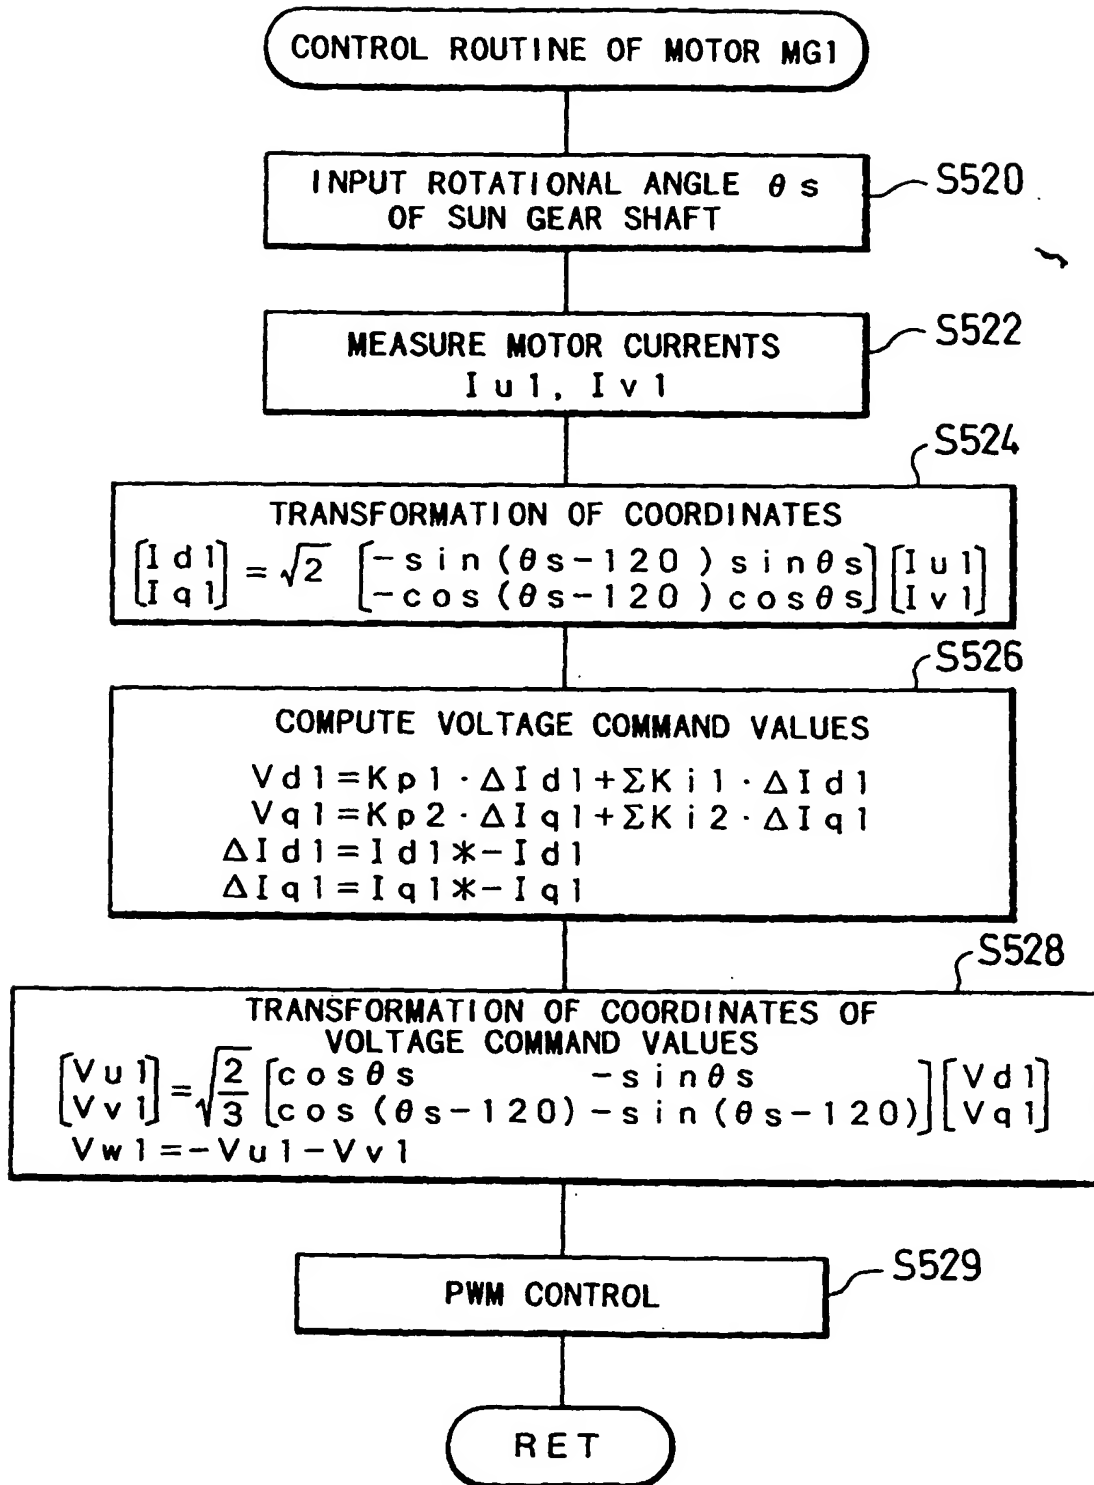 CONTROL ROUTINE OF MOTOR MG1
INPUT ROTATIONAL ANGLE θs
OF SUN GEAR SHAFT
S520
MEASURE MOTOR CURRENTS
Iu1, Iv1
S522
S524
TRANSFORMATION OF COORDINATES
[Id1] = √2 [-sin(θs-120) sinθs] [Iu1]
[Iq1] [-cos(θs-120) cosθs] [Iv1]
S526
COMPUTE VOLTAGE COMMAND VALUES
Vd1=Kp1·ΔId1+ΣKi1·ΔId1
Vq1=Kp2·ΔIq1+ΣKi2·ΔIq1
ΔId1=Id1*-Id1
ΔIq1=Iq1*-Iq1
S528
TRANSFORMATION OF COORDINATES OF
VOLTAGE COMMAND VALUES
[Vu1] = √2/3 [cosθs -sinθs] [Vd1]
[Vv1] [cos(θs-120) -sin(θs-120)] [Vq1]
Vw1=-Vu1-Vv1
PWM CONTROL
S529
RET